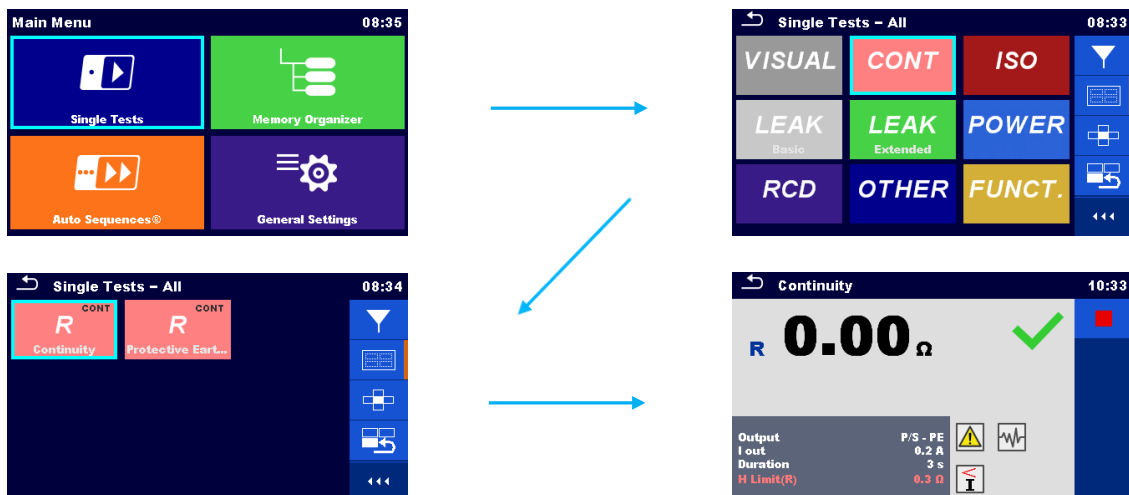 Main Menu 08:35
Single Tests
Memory Organizer
Auto Sequences®
General Settings
Single Tests – All 08:33
VISUAL CONT ISO
LEAK LEAK POWER
Basic Extended
RCD OTHER FUNCT.
Single Tests – All 08:34
CONT CONT
R R
Continuity Protective Eart...
Continuity 10:33
R 0.00 Ω
Output P/S - PE
I out 0.2 A
Duration 3 s
H Limit(R) 0.3 Ω
I